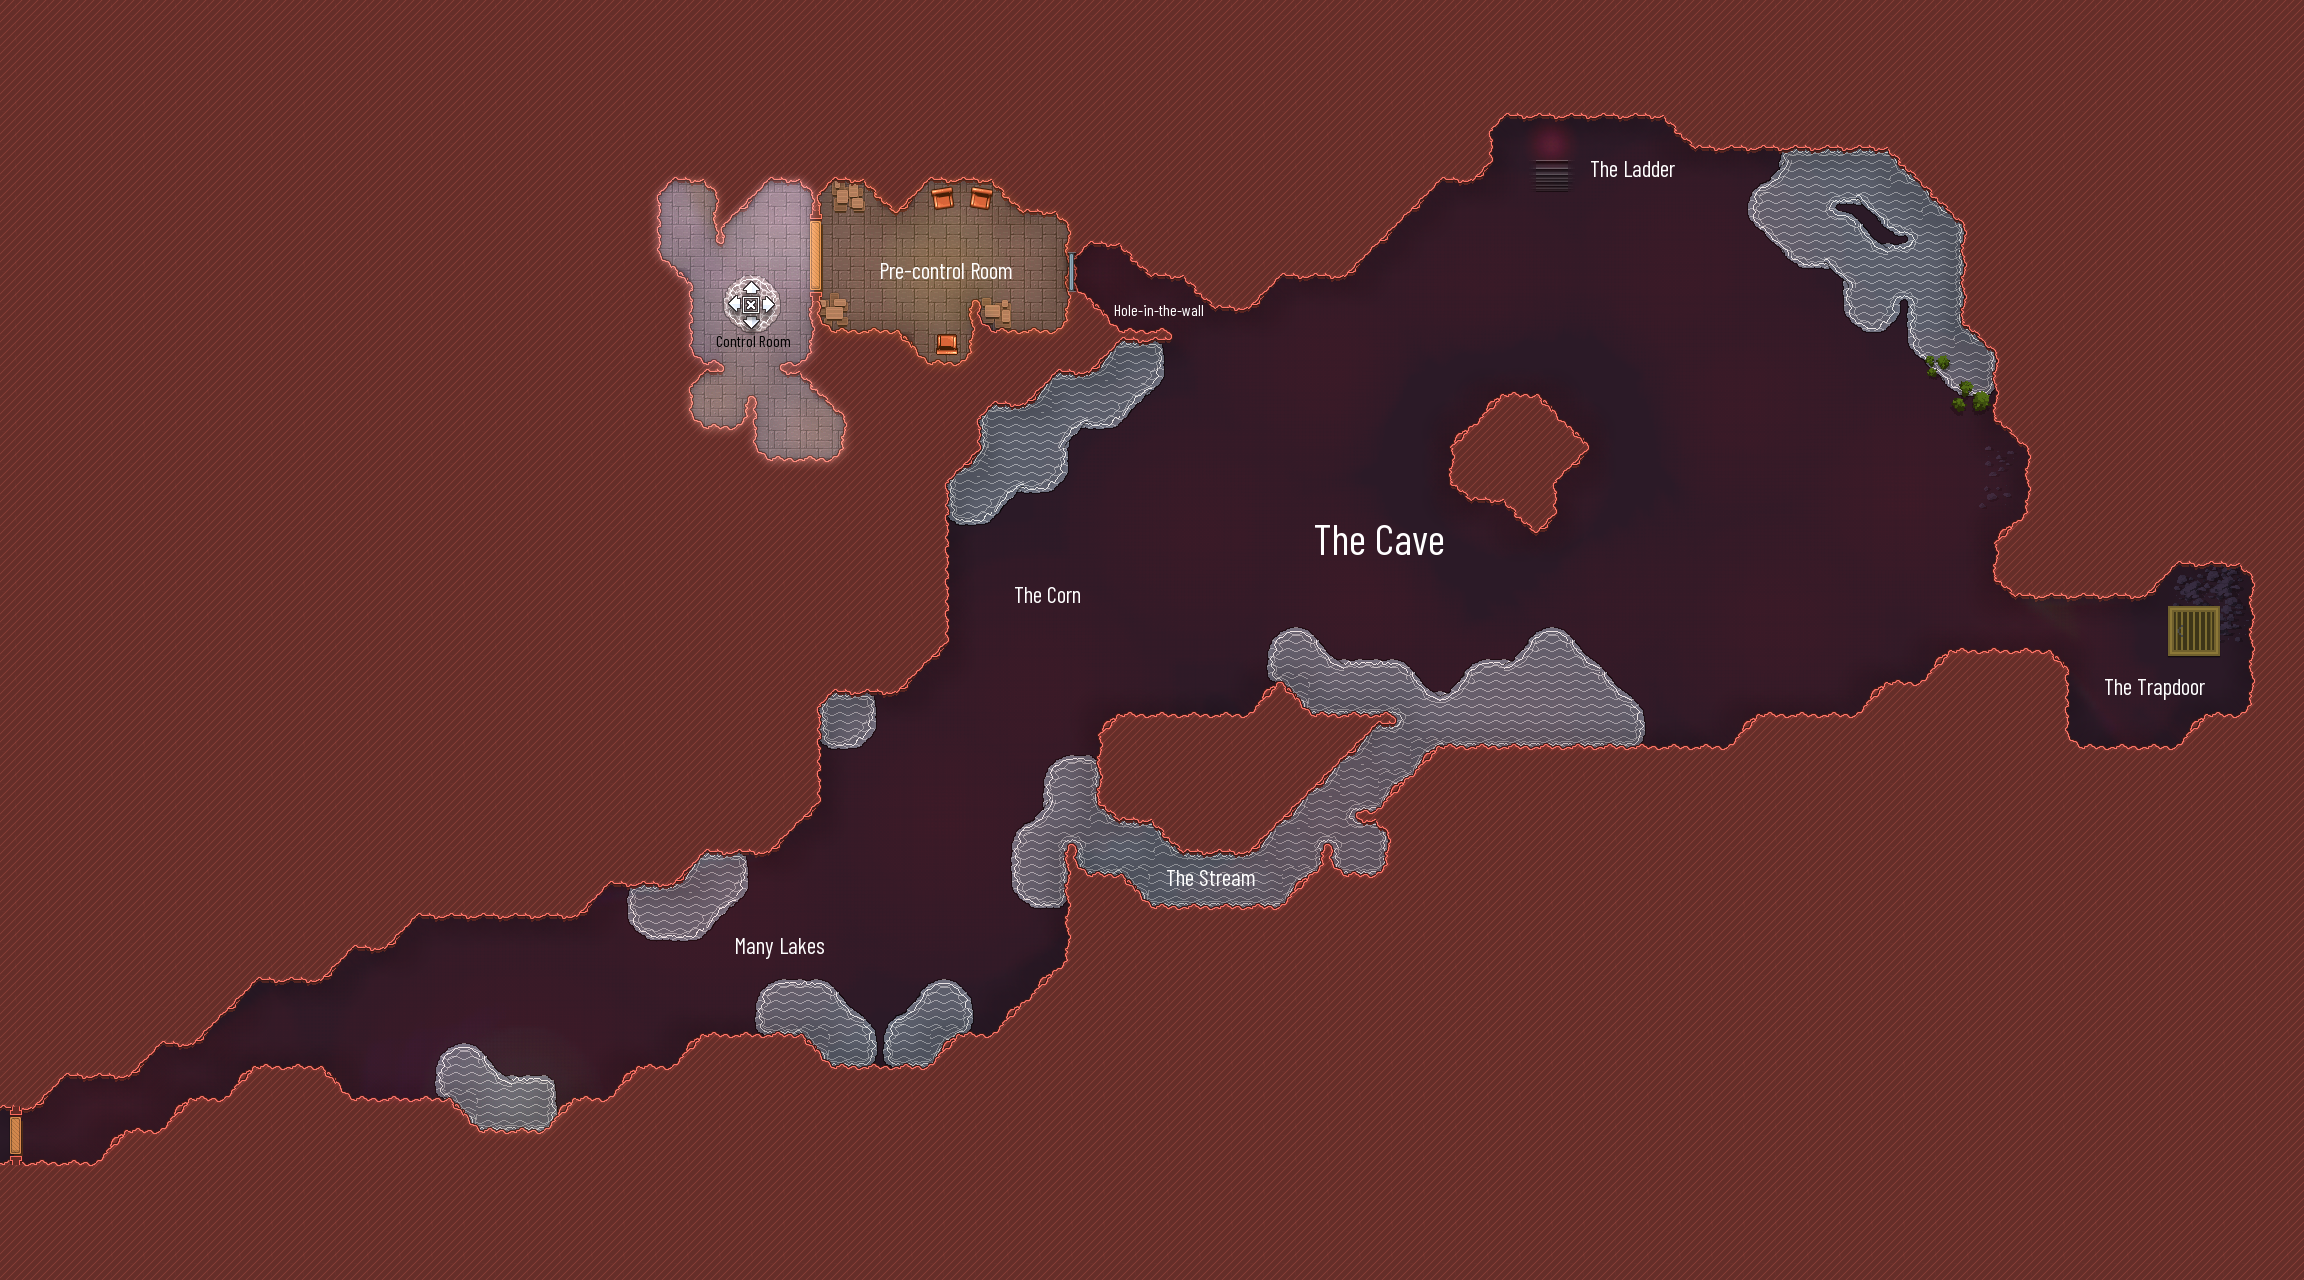 The Ladder
Pre-control Room
Hole-in-the-wall
Control Room
The Cave
The Corn
The Trapdoor
The Stream
Many Lakes